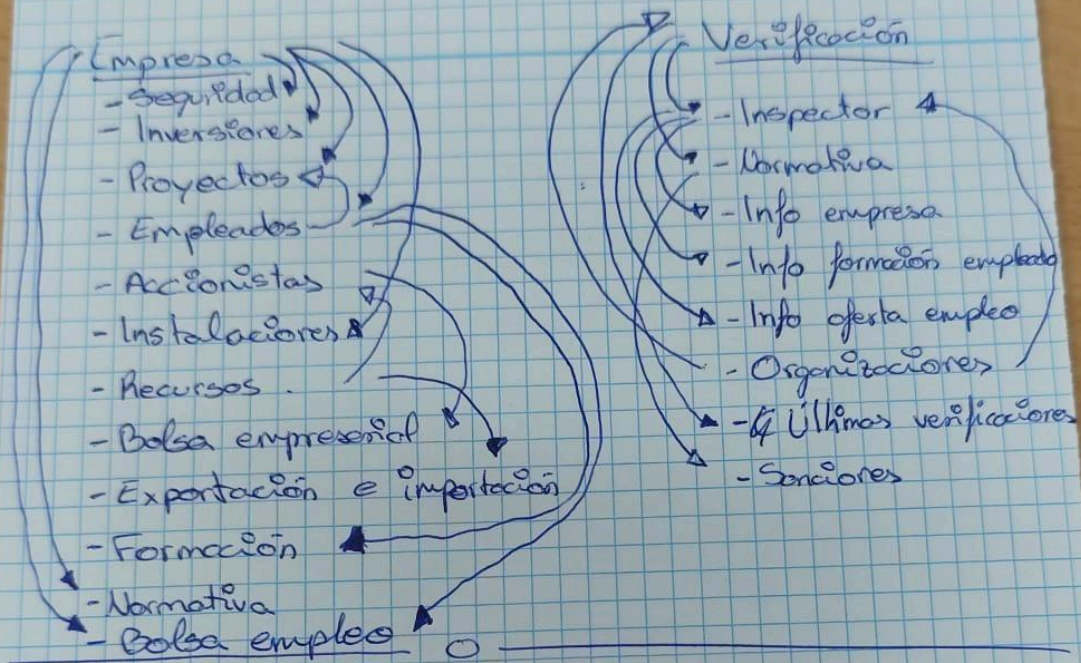 Empresa
- Seguridad
- Inversiones
- Proyectos
- Empleados
- Accionistas
- Instalaciones
- Recursos
- Bolsa empresarial
- Exportación e importación
- Formación
- Normativa
- Bolsa empleo
Verificación
- Inspector
- Normativa
- Info empresa
- Info formación empleado
- Info oferta empleo
- Organizaciones
- 4 Últimas verificaciones
- Sanciones